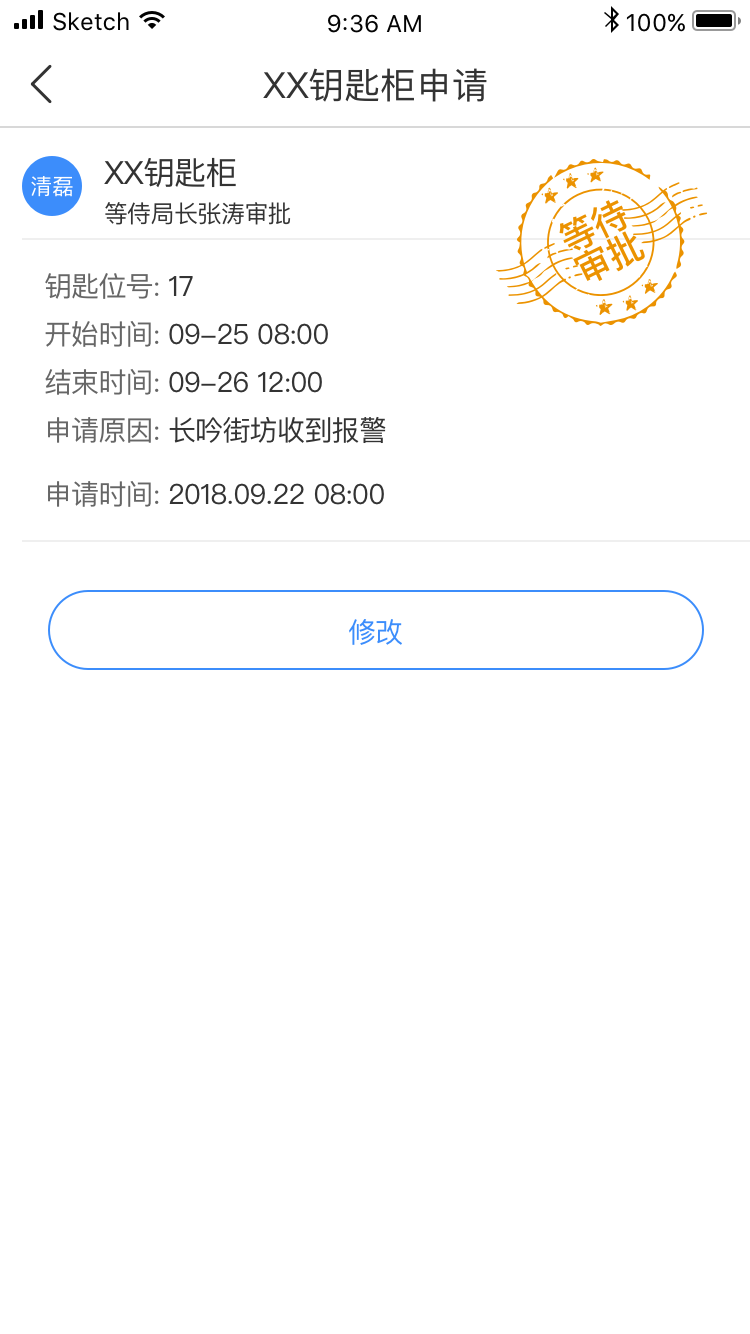 Sketch 9:36 AM 100%
XX钥匙柜申请
清磊
XX钥匙柜
等侍局长张涛审批
等待
审批
钥匙位号: 17
开始时间: 09–25 08:00
结束时间: 09–26 12:00
申请原因: 长吟街坊收到报警
申请时间: 2018.09.22 08:00
修改